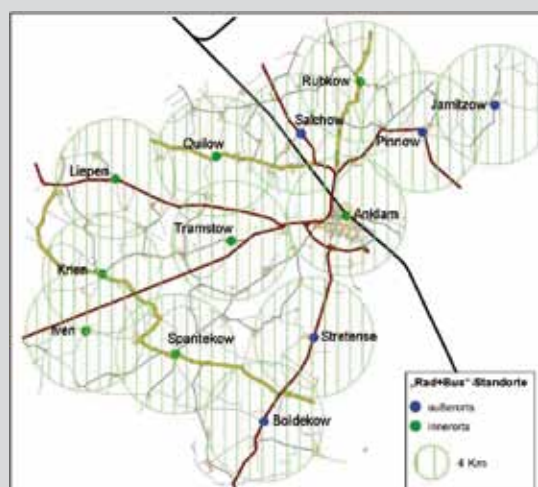 Rubkow
Jamitzow
Salchow
Pinnow
Quilow
Liepen
Anklam
Tramstow
Krien
Iven
Spantekow
Stretense
Boldekow
„Rad+Bus“-Standorte
außerorts
innerorts
4 Km